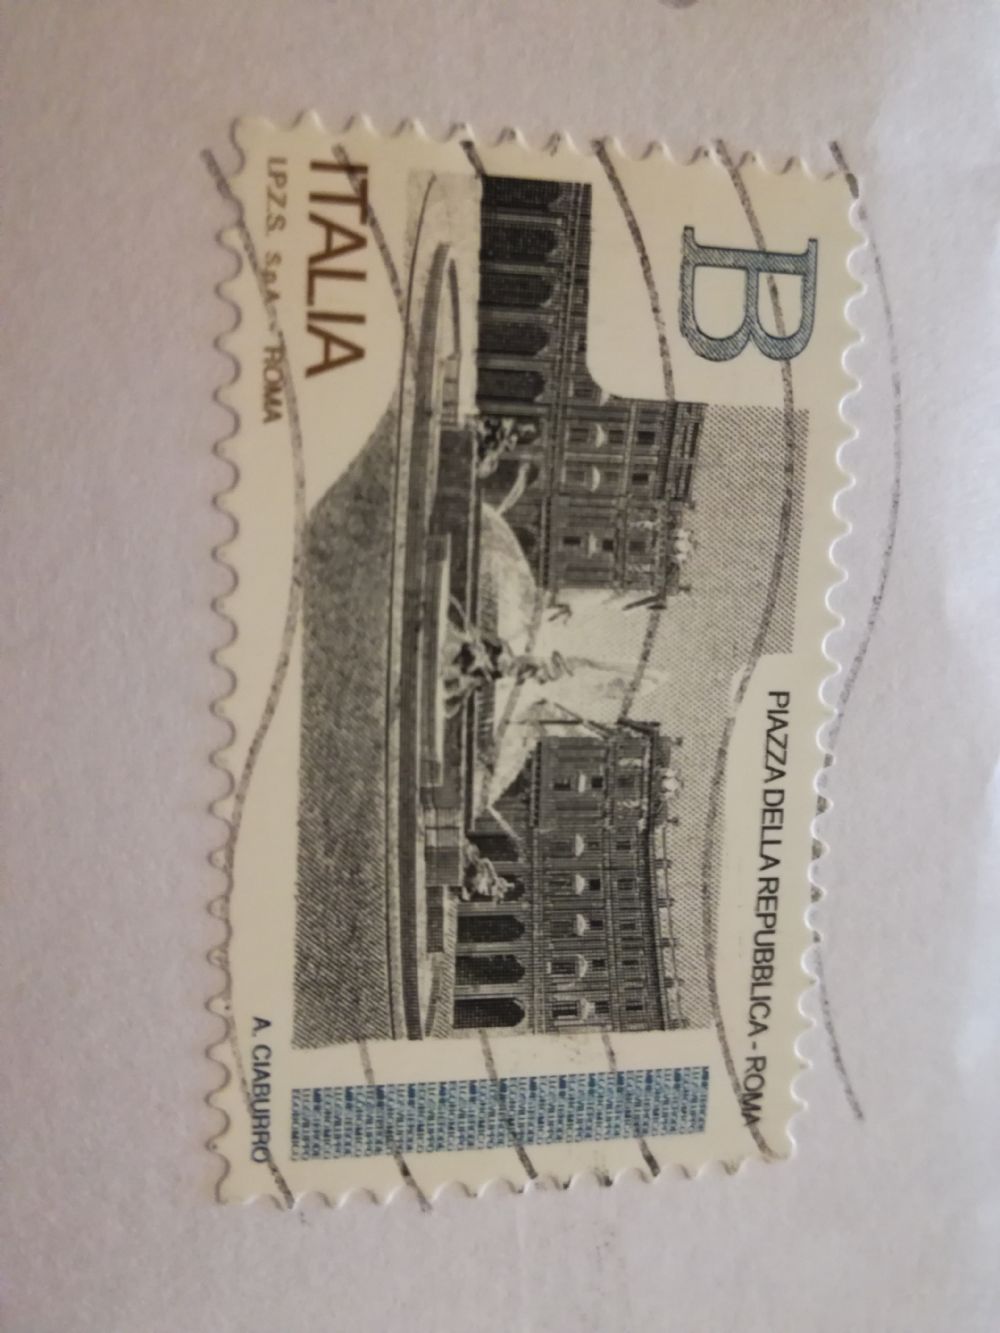 B
PIAZZA DELLA REPUBBLICA - ROMA
ITALIA
I.P.Z.S. S.p.A. - ROMA
A. CIABURRO